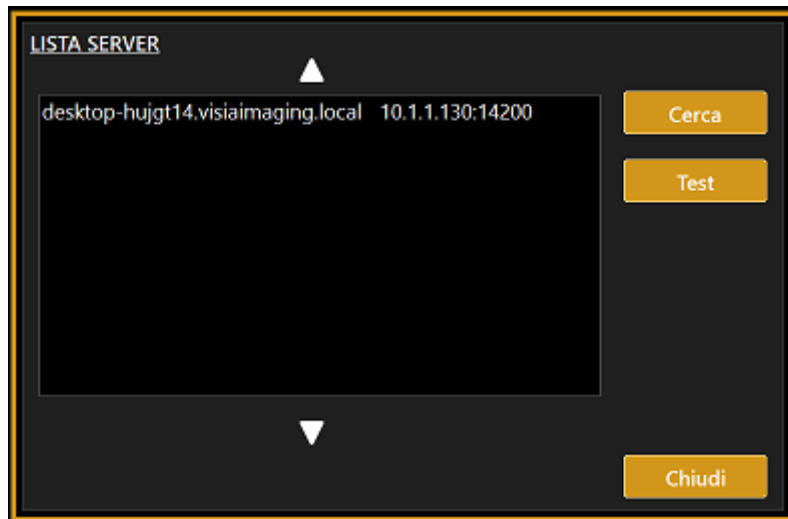 LISTA SERVER
desktop-hujgt14.visiaimaging.local 10.1.1.130:14200
Cerca
Test
Chiudi